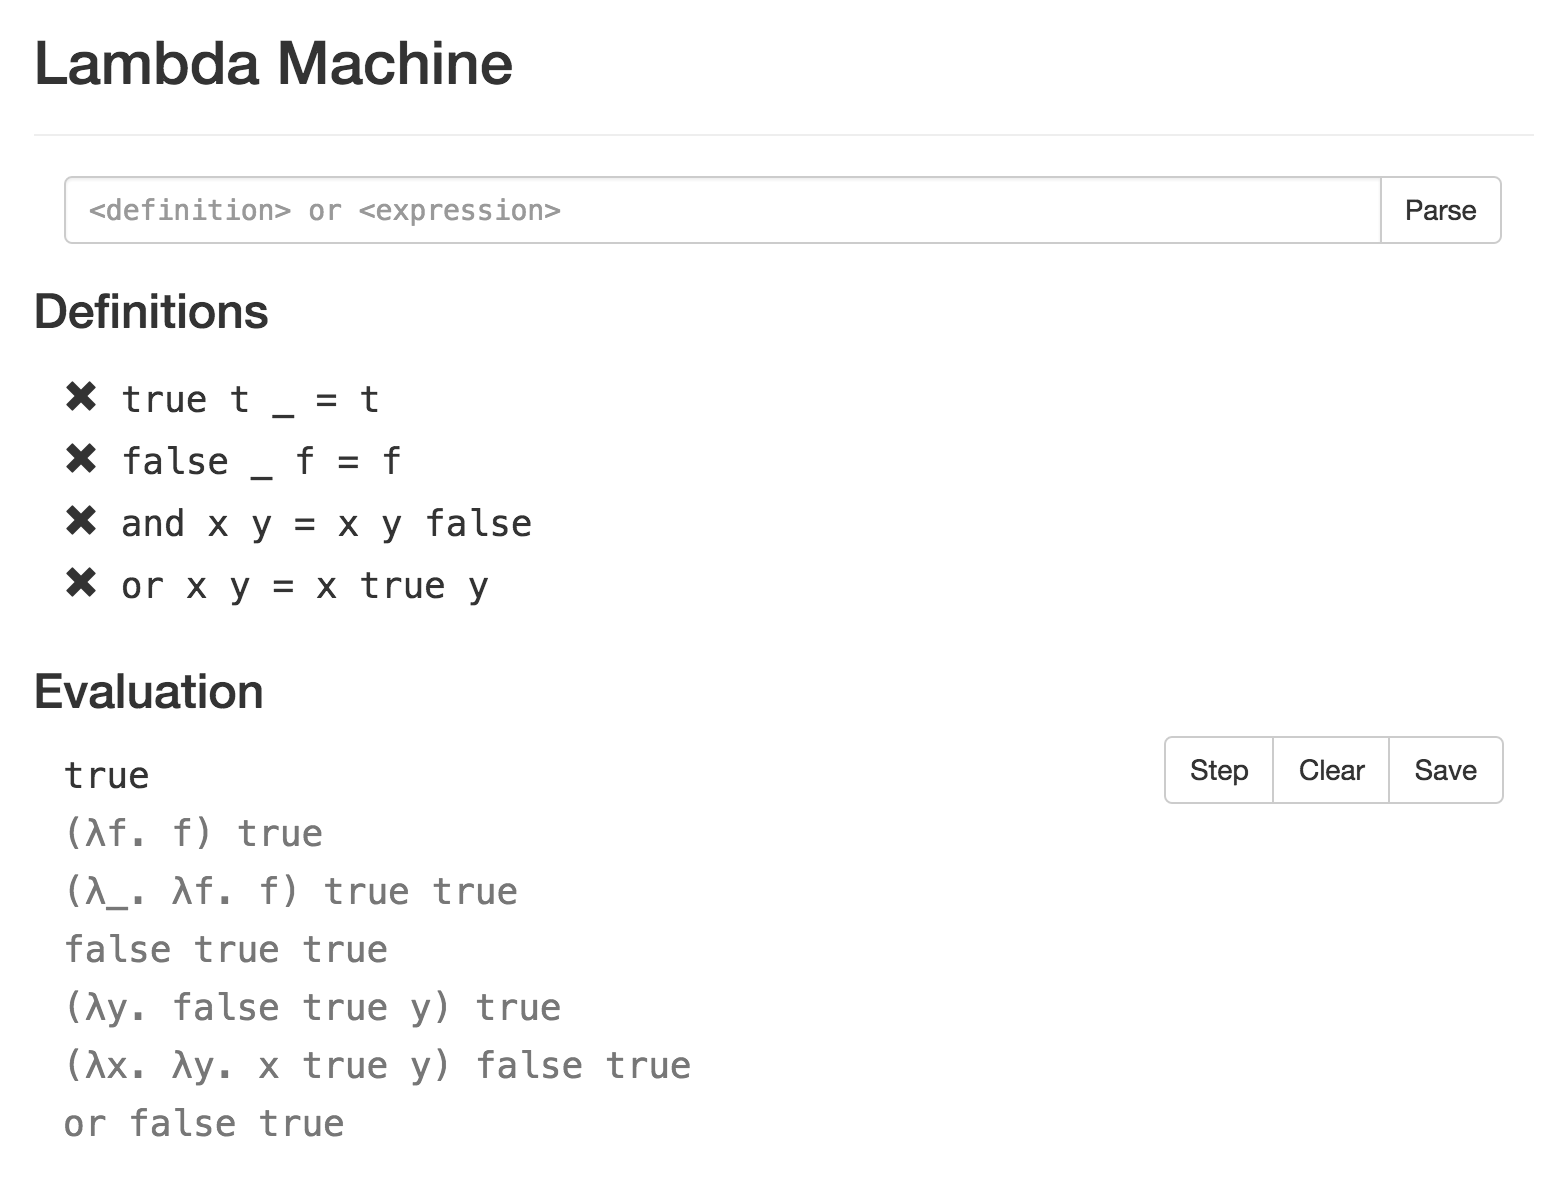 Lambda Machine
<definition> or <expression> Parse
Definitions
✖ true t _ = t
✖ false _ f = f
✖ and x y = x y false
✖ or x y = x true y
Evaluation
true
Step Clear Save
(λf. f) true
(λ_. λf. f) true true
false true true
(λy. false true y) true
(λx. λy. x true y) false true
or false true